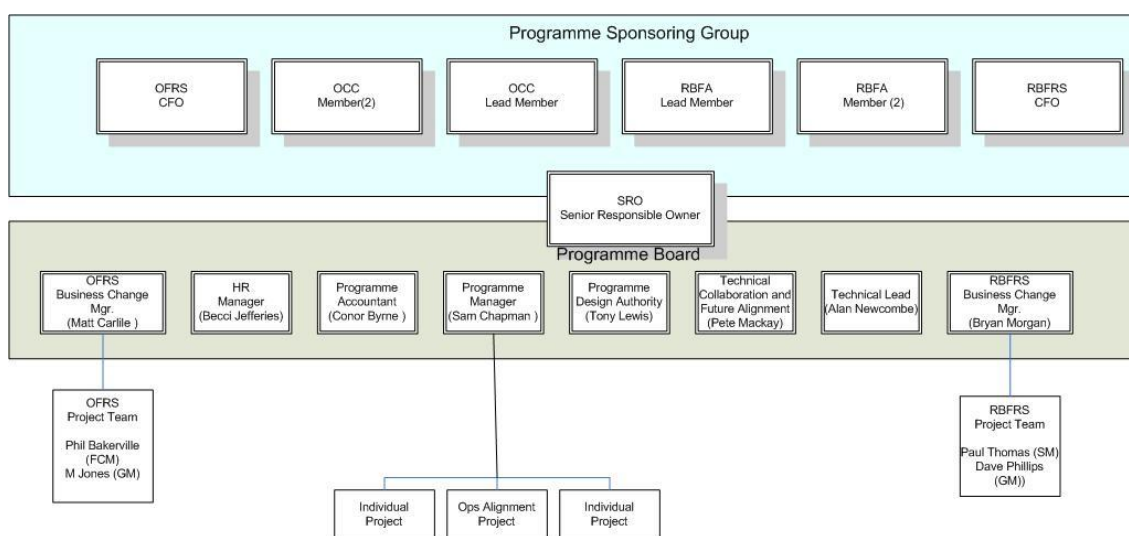 Programme Sponsoring Group
OFRS
CFO
OCC
Member(2)
OCC
Lead Member
RBFA
Lead Member
RBFA
Member (2)
RBFRS
CFO
SRO
Senior Responsible Owner
Programme Board
OFRS
Business Change
Mgr.
(Matt Carlile )
HR
Manager
(Becci Jefferies)
Programme
Accountant
(Conor Byrne )
Programme
Manager
(Sam Chapman )
Programme
Design Authority
(Tony Lewis)
Technical
Collaboration and
Future Alignment
(Pete Mackay)
Technical Lead
(Alan Newcombe)
RBFRS
Business Change
Mgr.
(Bryan Morgan)
OFRS
Project Team
Phil Bakerville
(FCM)
M Jones (GM)
RBFRS
Project Team
Paul Thomas (SM)
Dave Phillips
(GM))
Individual
Project
Ops Alignment
Project
Individual
Project